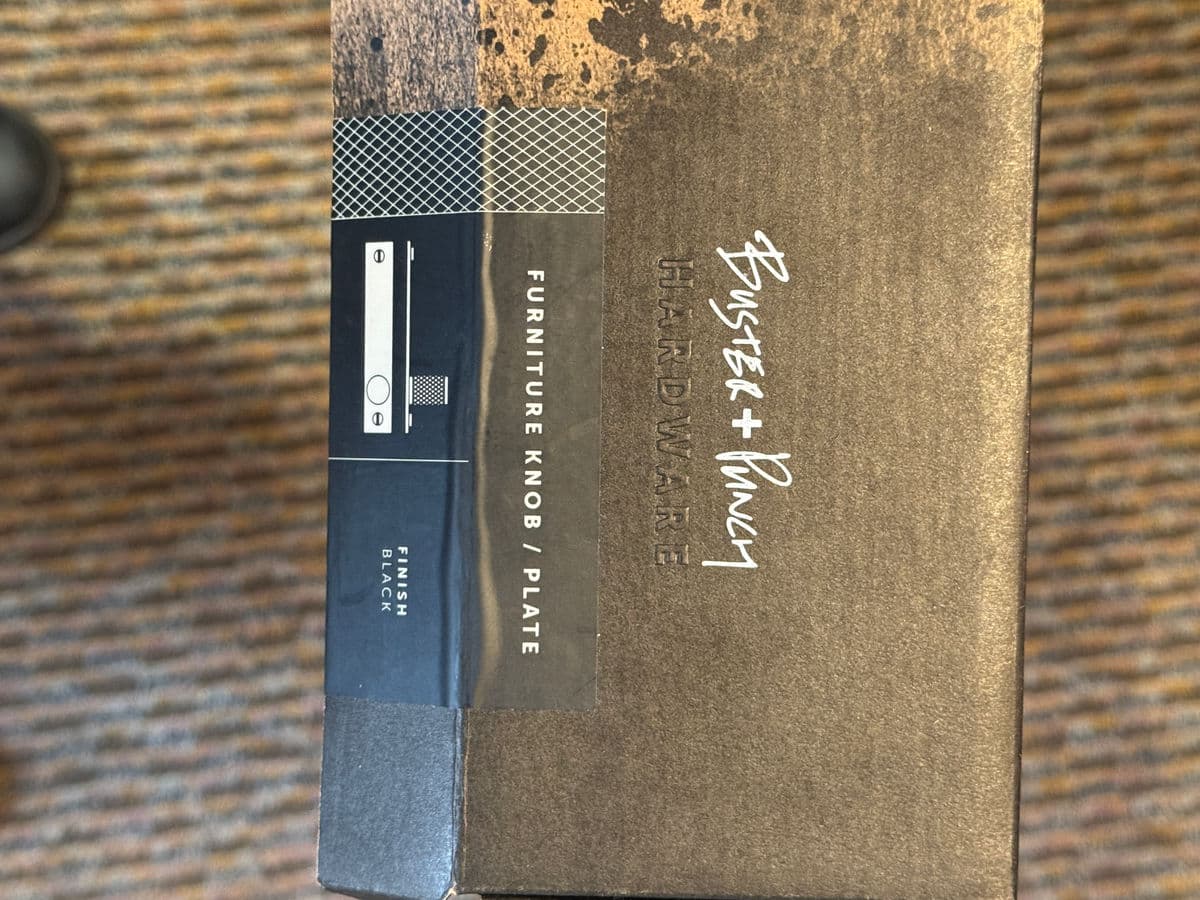 BUSTER + PUNCH
HARDWARE
FURNITURE KNOB / PLATE
FINISH
BLACK